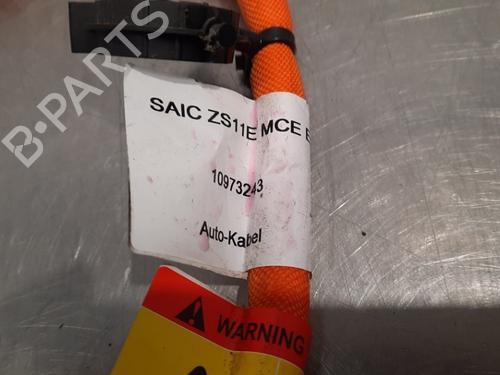 SAIC ZS11E MCE
10973243
Auto-Kabel
WARNING
B-PARTS